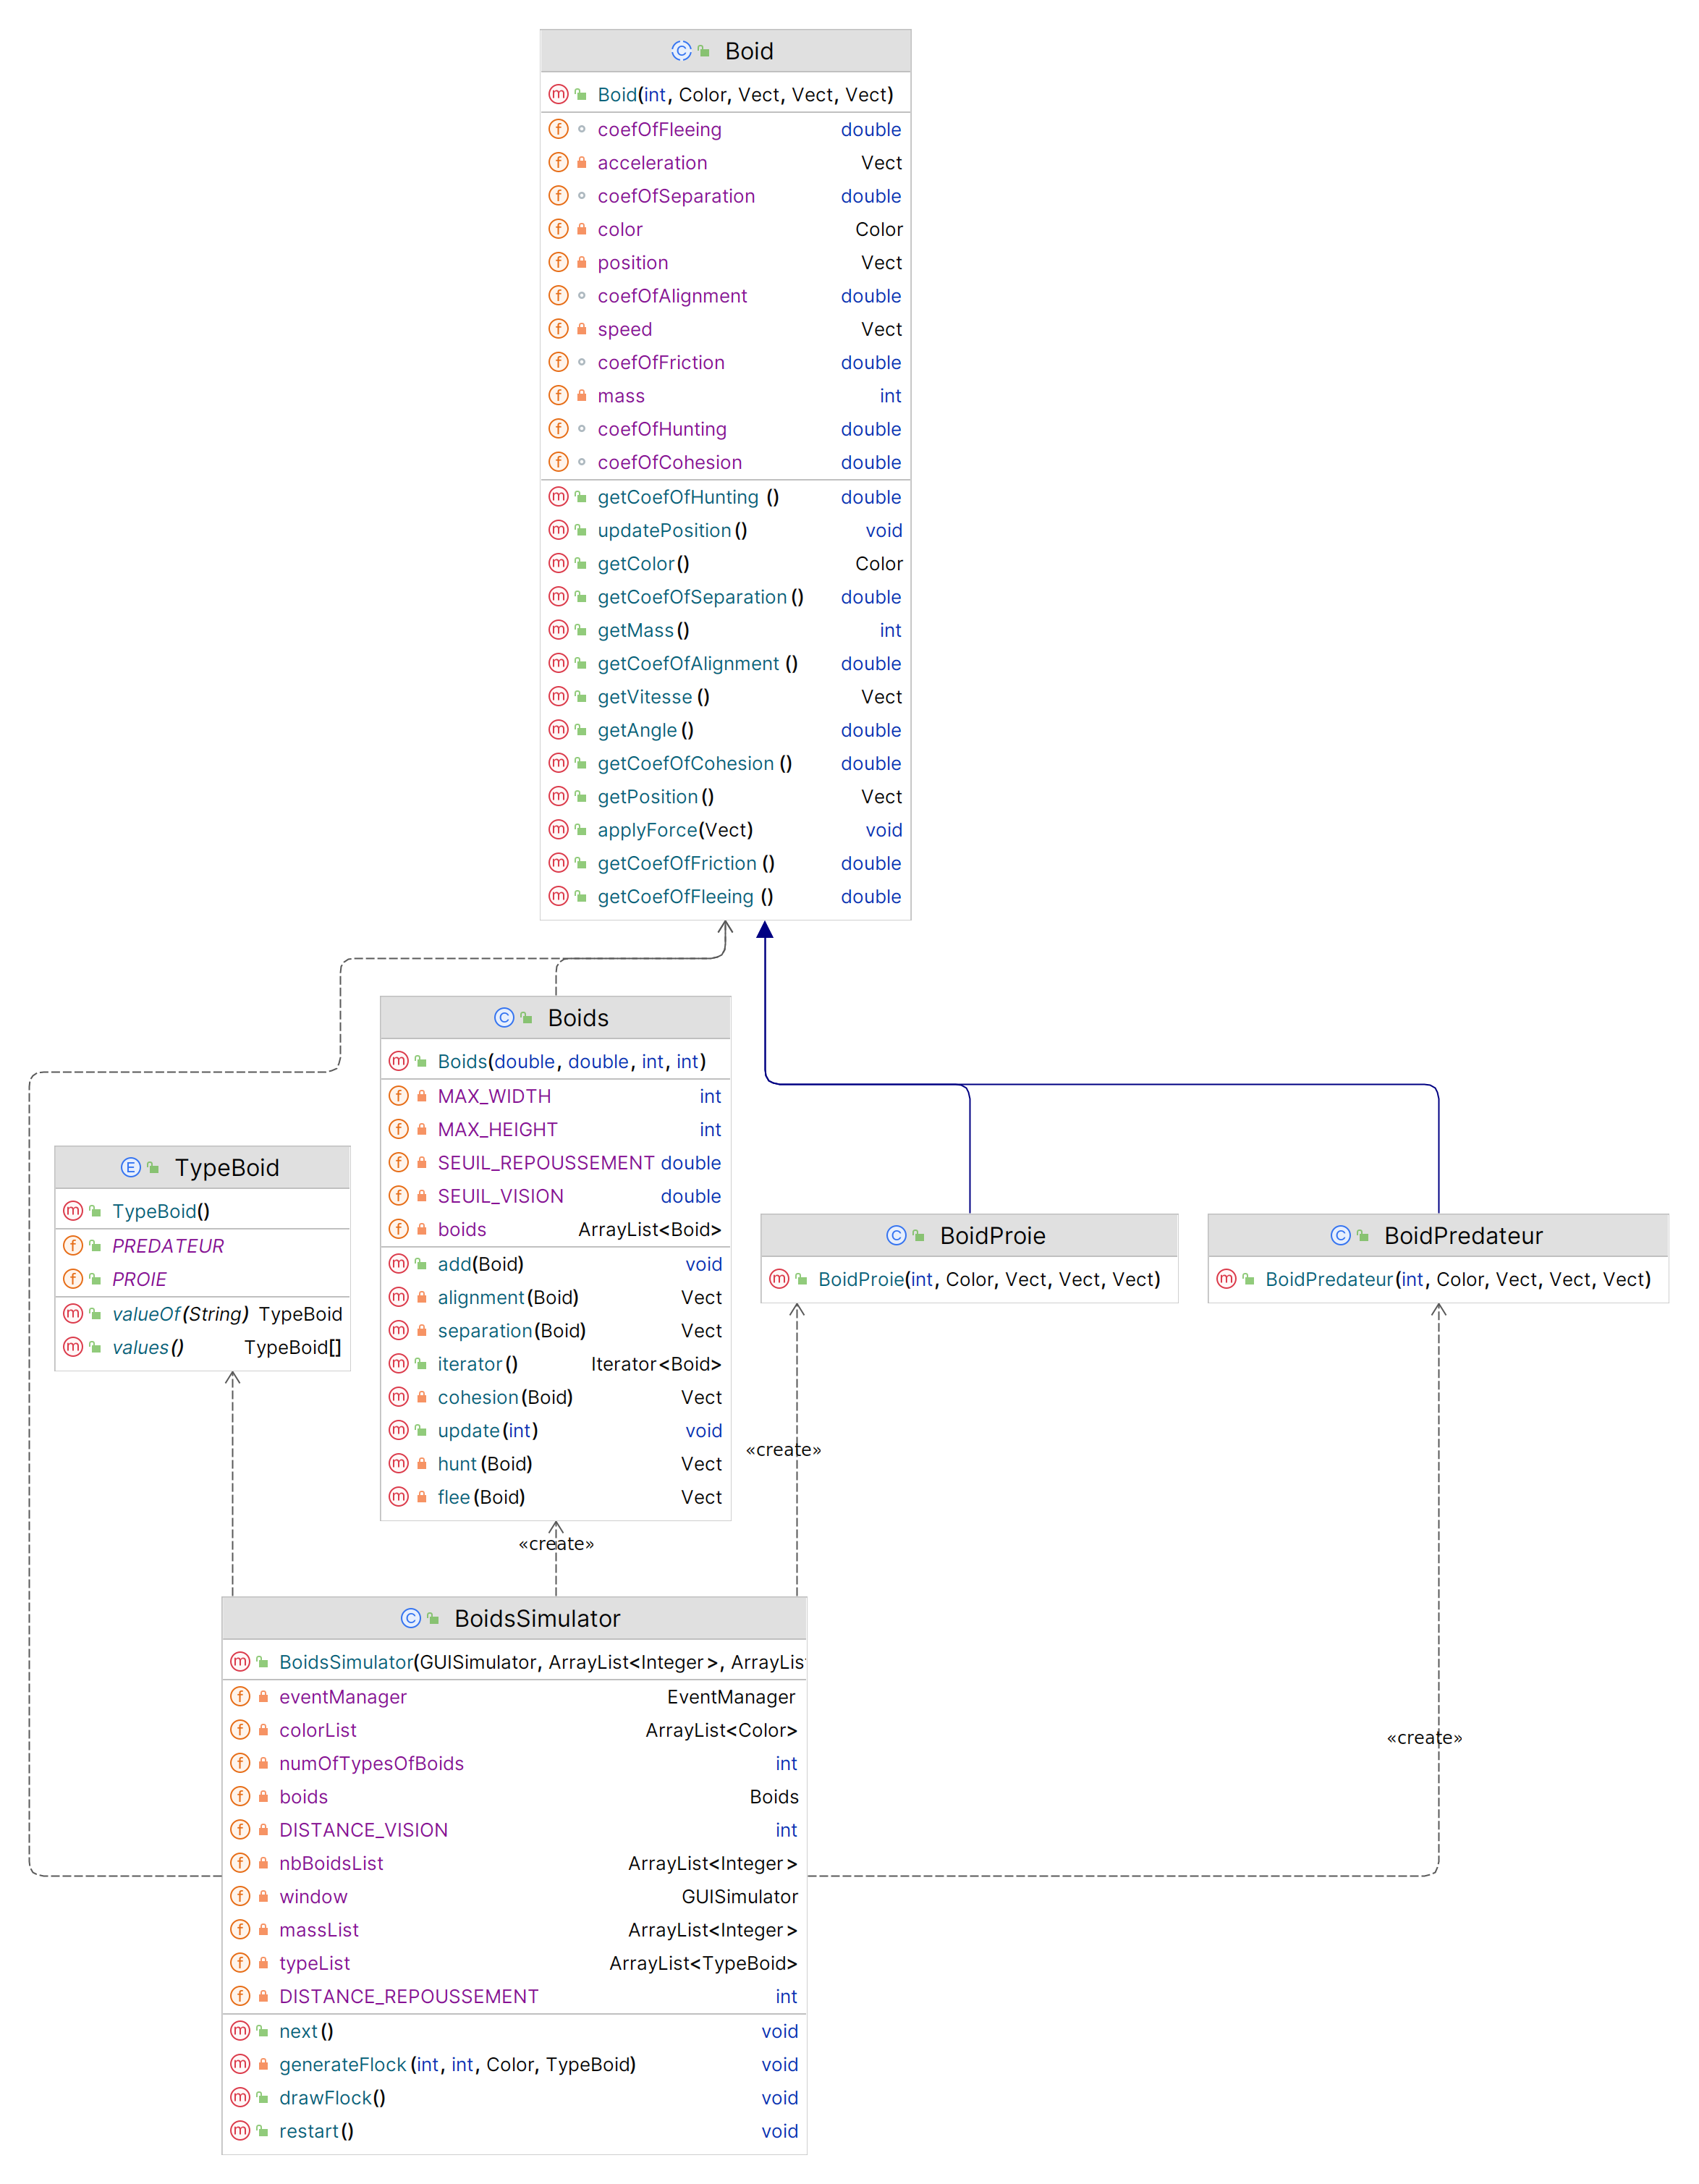 Boid
Boid(int, Color, Vect, Vect, Vect)
coefOfFleeing double
acceleration Vect
coefOfSeparation double
color Color
position Vect
coefOfAlignment double
speed Vect
coefOfFriction double
mass int
coefOfHunting double
coefOfCohesion double
getCoefOfHunting () double
updatePosition() void
getColor() Color
getCoefOfSeparation () double
getMass() int
getCoefOfAlignment () double
getVitesse () Vect
getAngle () double
getCoefOfCohesion () double
getPosition () Vect
applyForce(Vect) void
getCoefOfFriction () double
getCoefOfFleeing () double
Boids
Boids(double, double, int, int)
MAX_WIDTH int
MAX_HEIGHT int
SEUIL_REPOUSSEMENT double
SEUIL_VISION double
boids ArrayList<Boid>
add(Boid) void
alignment(Boid) Vect
separation(Boid) Vect
iterator () Iterator<Boid>
cohesion (Boid) Vect
update (int) void
hunt (Boid) Vect
flee (Boid) Vect
TypeBoid
TypeBoid()
PREDATEUR
PROIE
valueOf(String) TypeBoid
values() TypeBoid[]
BoidProie
BoidProie(int, Color, Vect, Vect, Vect)
BoidPredateur
BoidPredateur(int, Color, Vect, Vect, Vect)
«create»
«create»
«create»
BoidsSimulator
BoidsSimulator(GUISimulator, ArrayList<Integer>, ArrayLis
eventManager EventManager
colorList ArrayList<Color>
numOfTypesOfBoids int
boids Boids
DISTANCE_VISION int
nbBoidsList ArrayList<Integer>
window GUISimulator
massList ArrayList<Integer>
typeList ArrayList<TypeBoid>
DISTANCE_REPOUSSEMENT int
next () void
generateFlock (int, int, Color, TypeBoid) void
drawFlock() void
restart () void